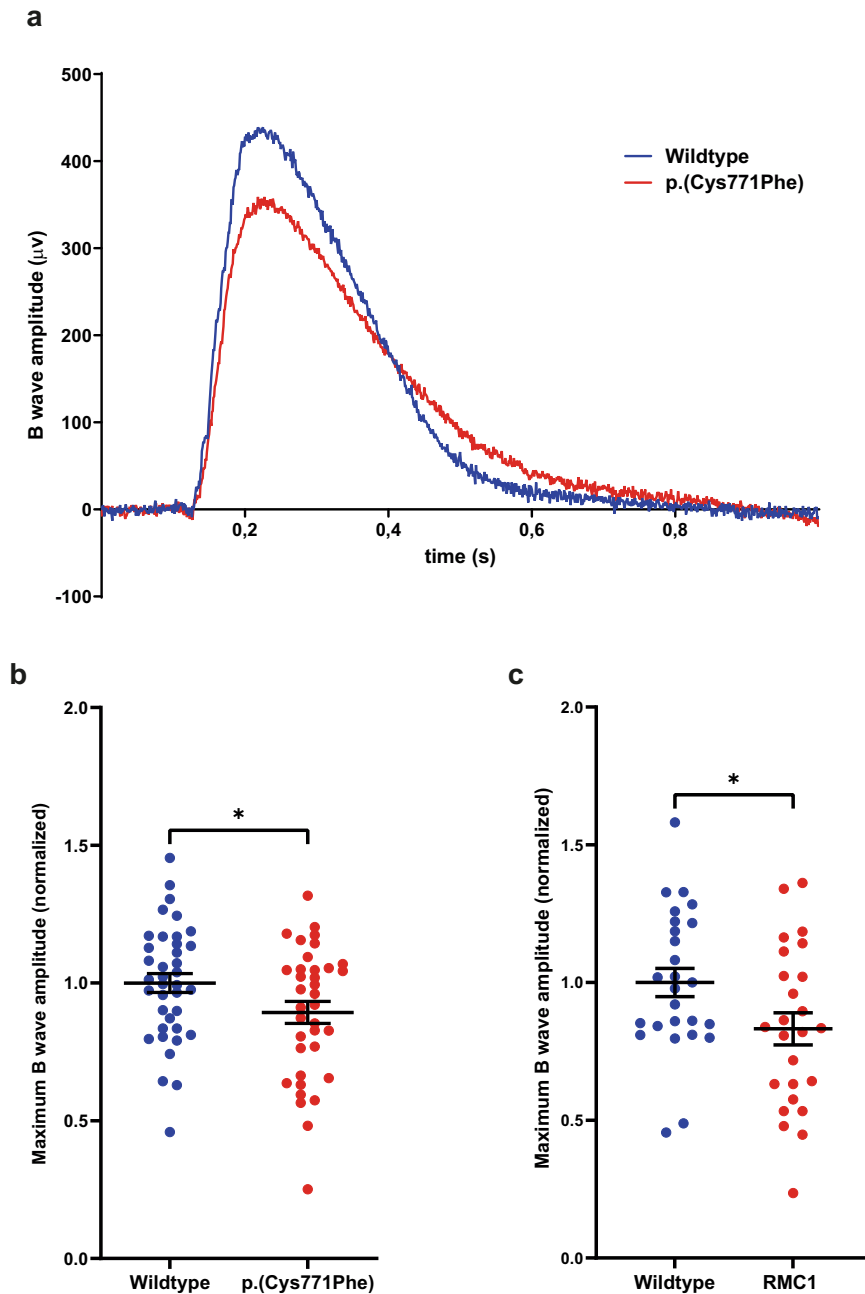 a
B wave amplitude (µv)
500
400
300
200
100
0
-100
0,2
0,4
0,6
0,8
time (s)
Wildtype
p.(Cys771Phe)
b
Maximum B wave amplitude (normalized)
2.0
1.5
1.0
0.5
0.0
*
Wildtype
p.(Cys771Phe)
c
Maximum B wave amplitude (normalized)
2.0
1.5
1.0
0.5
0.0
*
Wildtype
RMC1